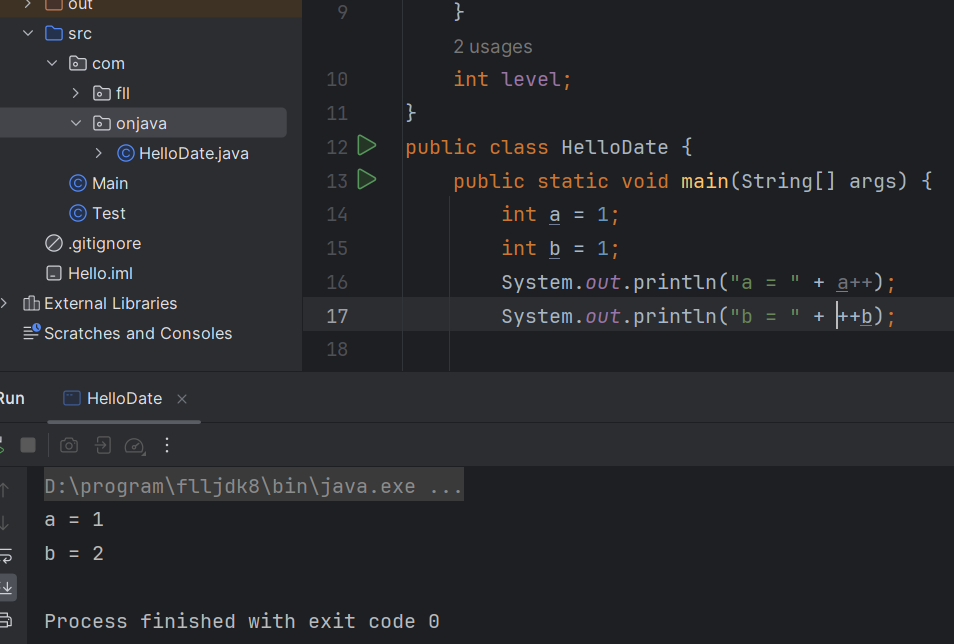 out
src
com
fll
onjava
HelloDate.java
Main
Test
.gitignore
Hello.iml
External Libraries
Scratches and Consoles
9 }
2 usages
10 int level;
11 }
12 public class HelloDate {
13 public static void main(String[] args) {
14 int a = 1;
15 int b = 1;
16 System.out.println("a = " + a++);
17 System.out.println("b = " + ++b);
18
Run HelloDate
D:\program\flljdk8\bin\java.exe ...
a = 1
b = 2
Process finished with exit code 0